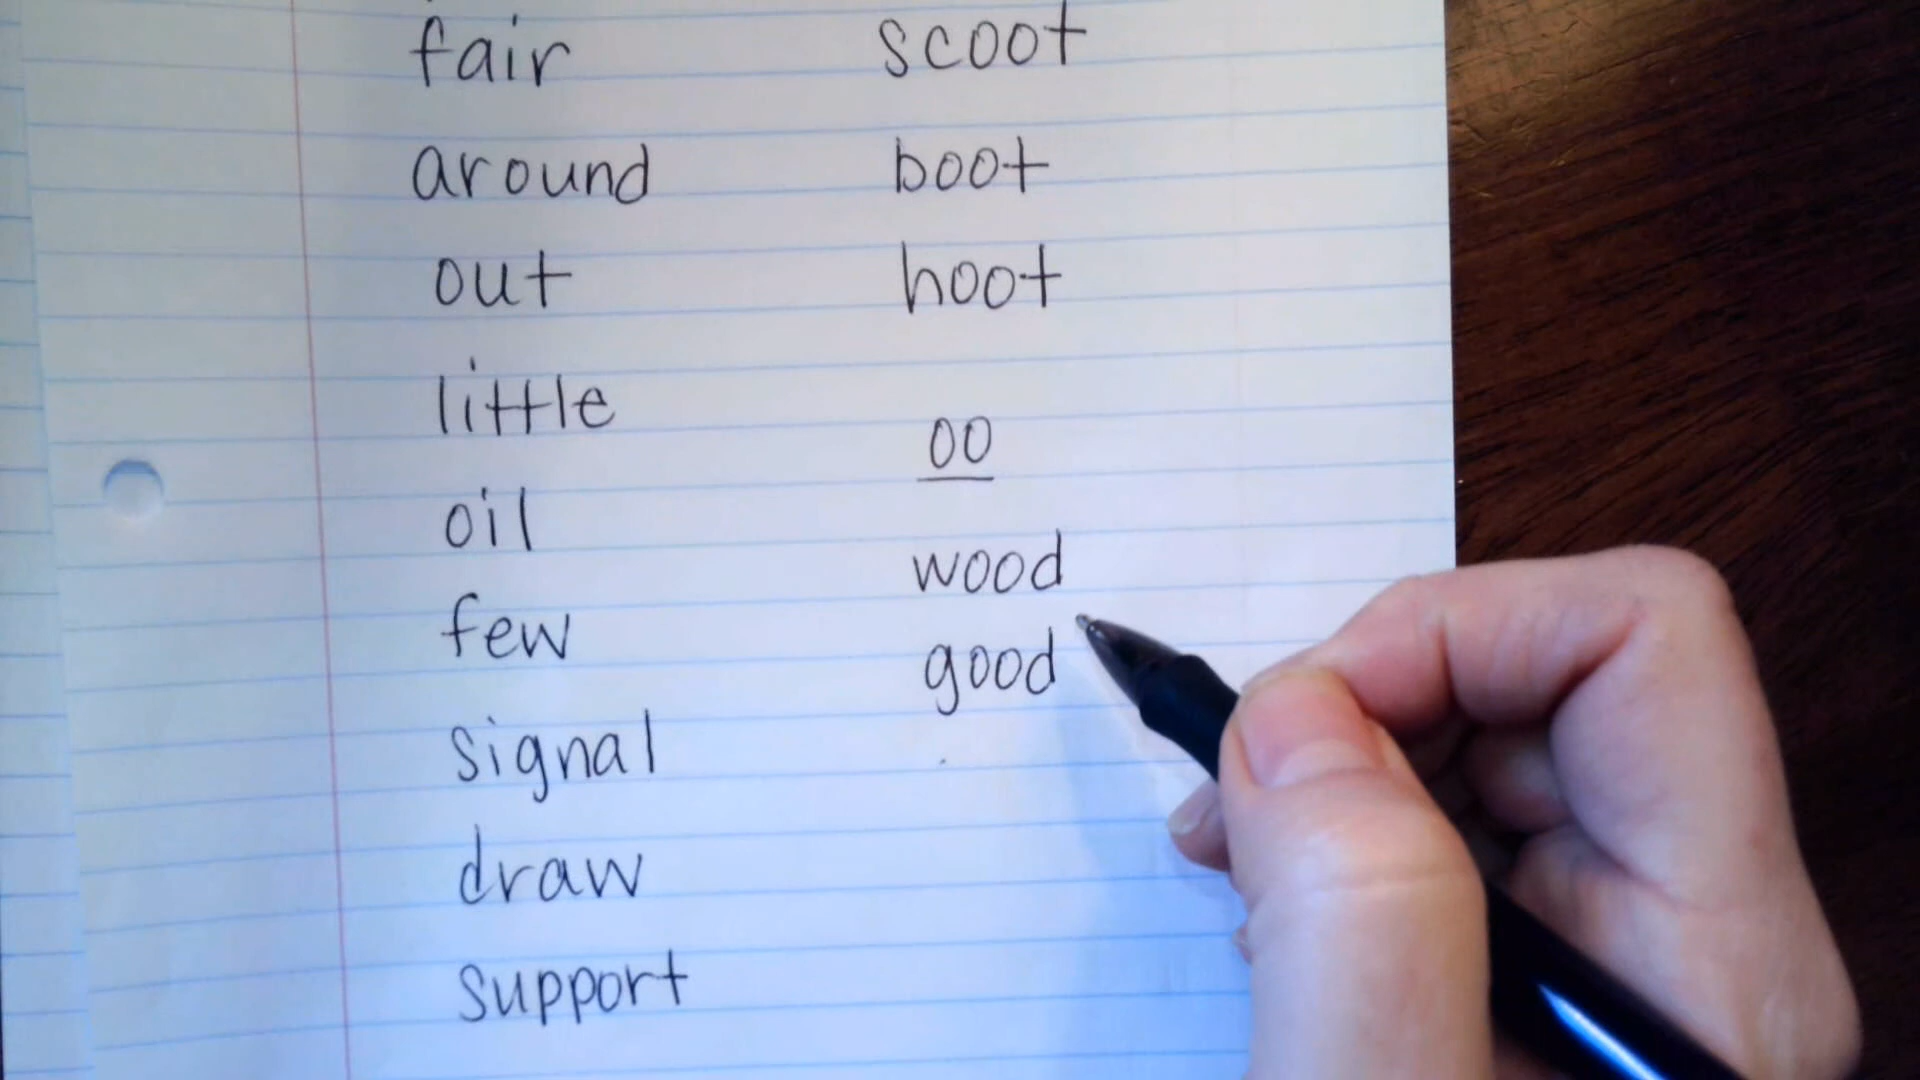 fair
around
out
little
oil
few
signal
draw
support
scoot
boot
hoot
oo
wood
good